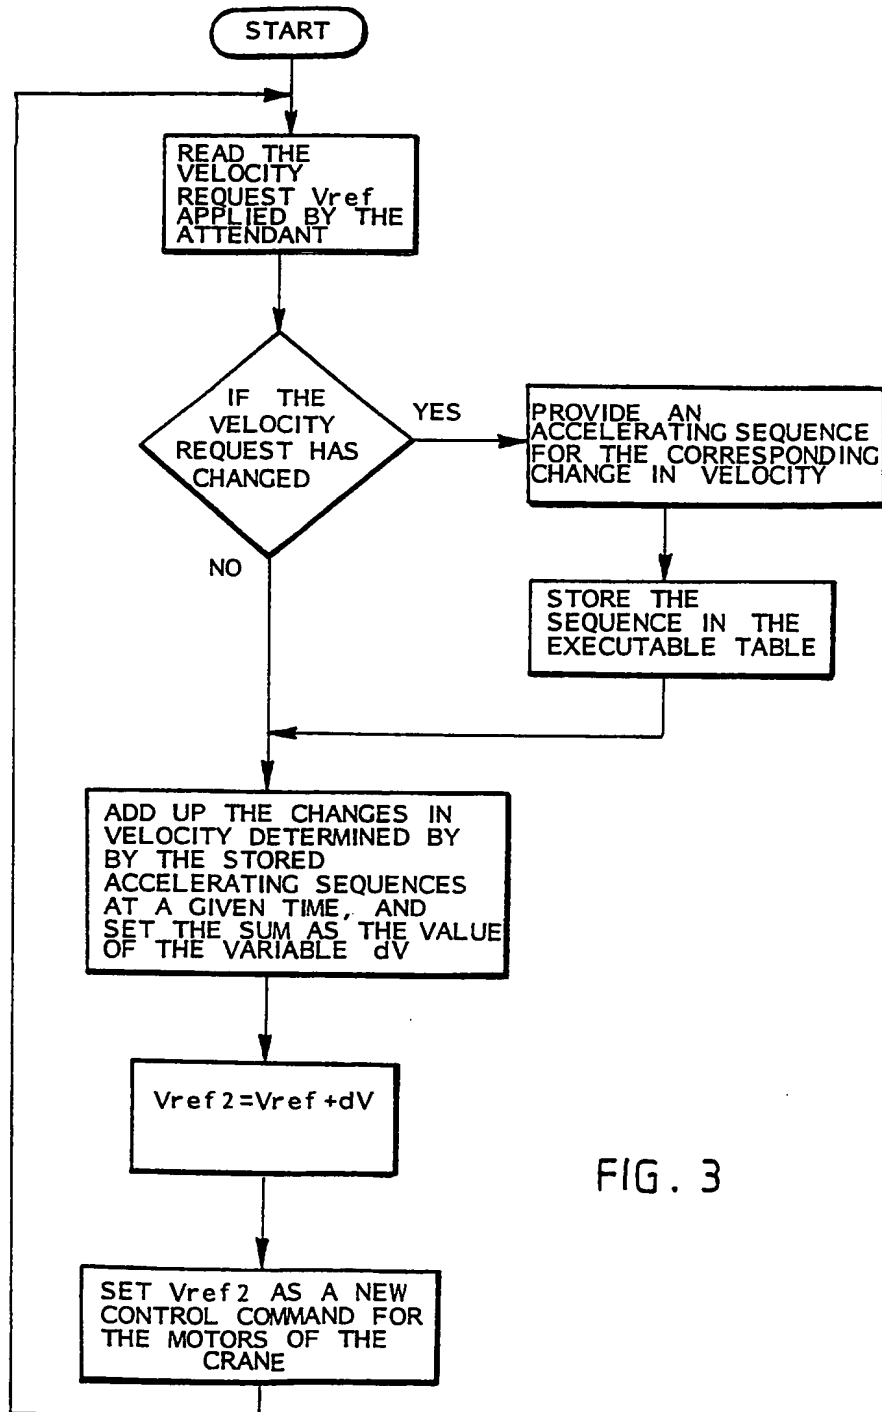 START
READ THE
VELOCITY
REQUEST Vref
APPLIED BY THE
ATTENDANT
IF THE
VELOCITY
REQUEST HAS
CHANGED
YES
NO
PROVIDE AN
ACCELERATING SEQUENCE
FOR THE CORRESPONDING
CHANGE IN VELOCITY
STORE THE
SEQUENCE IN THE
EXECUTABLE TABLE
ADD UP THE CHANGES IN
VELOCITY DETERMINED BY
BY THE STORED
ACCELERATING SEQUENCES
AT A GIVEN TIME, AND
SET THE SUM AS THE VALUE
OF THE VARIABLE dV
Vref2=Vref+dV
SET Vref2 AS A NEW
CONTROL COMMAND FOR
THE MOTORS OF THE
CRANE
FIG. 3